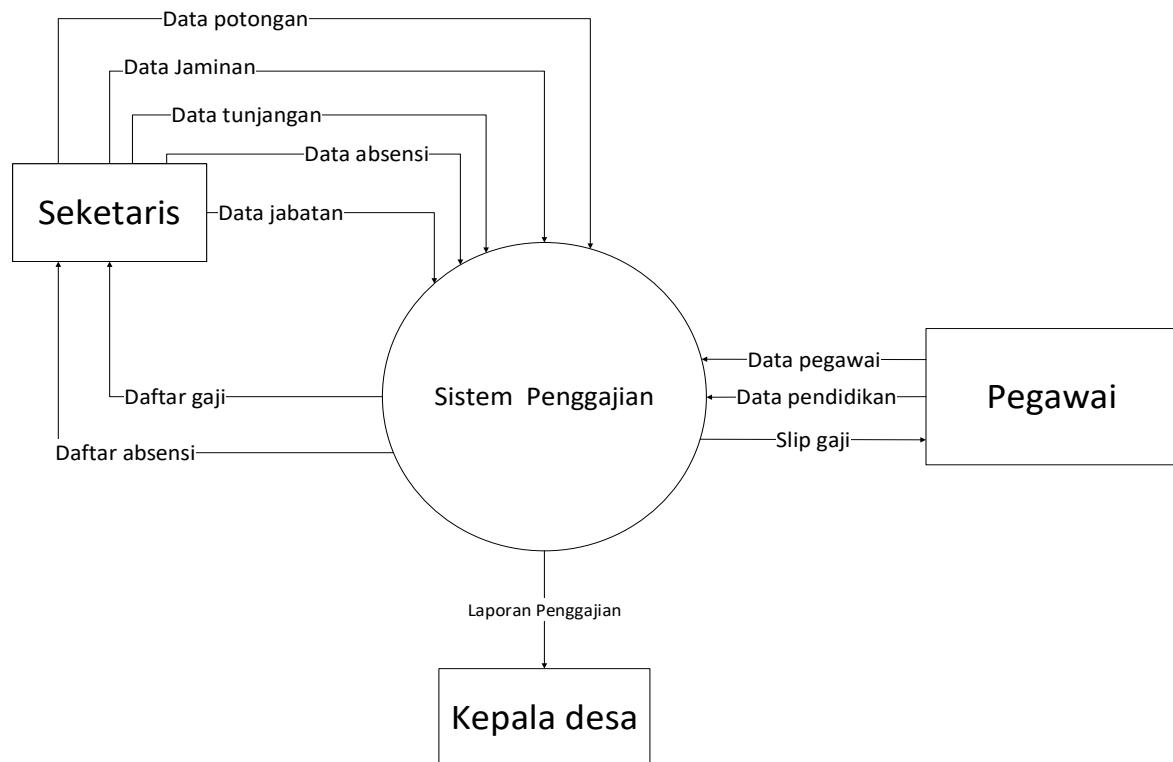 Data potongan
Data Jaminan
Data tunjangan
Data absensi
Seketaris
Data jabatan
Data pegawai
Daftar gaji
Sistem Penggajian
Data pendidikan
Pegawai
Slip gaji
Daftar absensi
Laporan Penggajian
Kepala desa